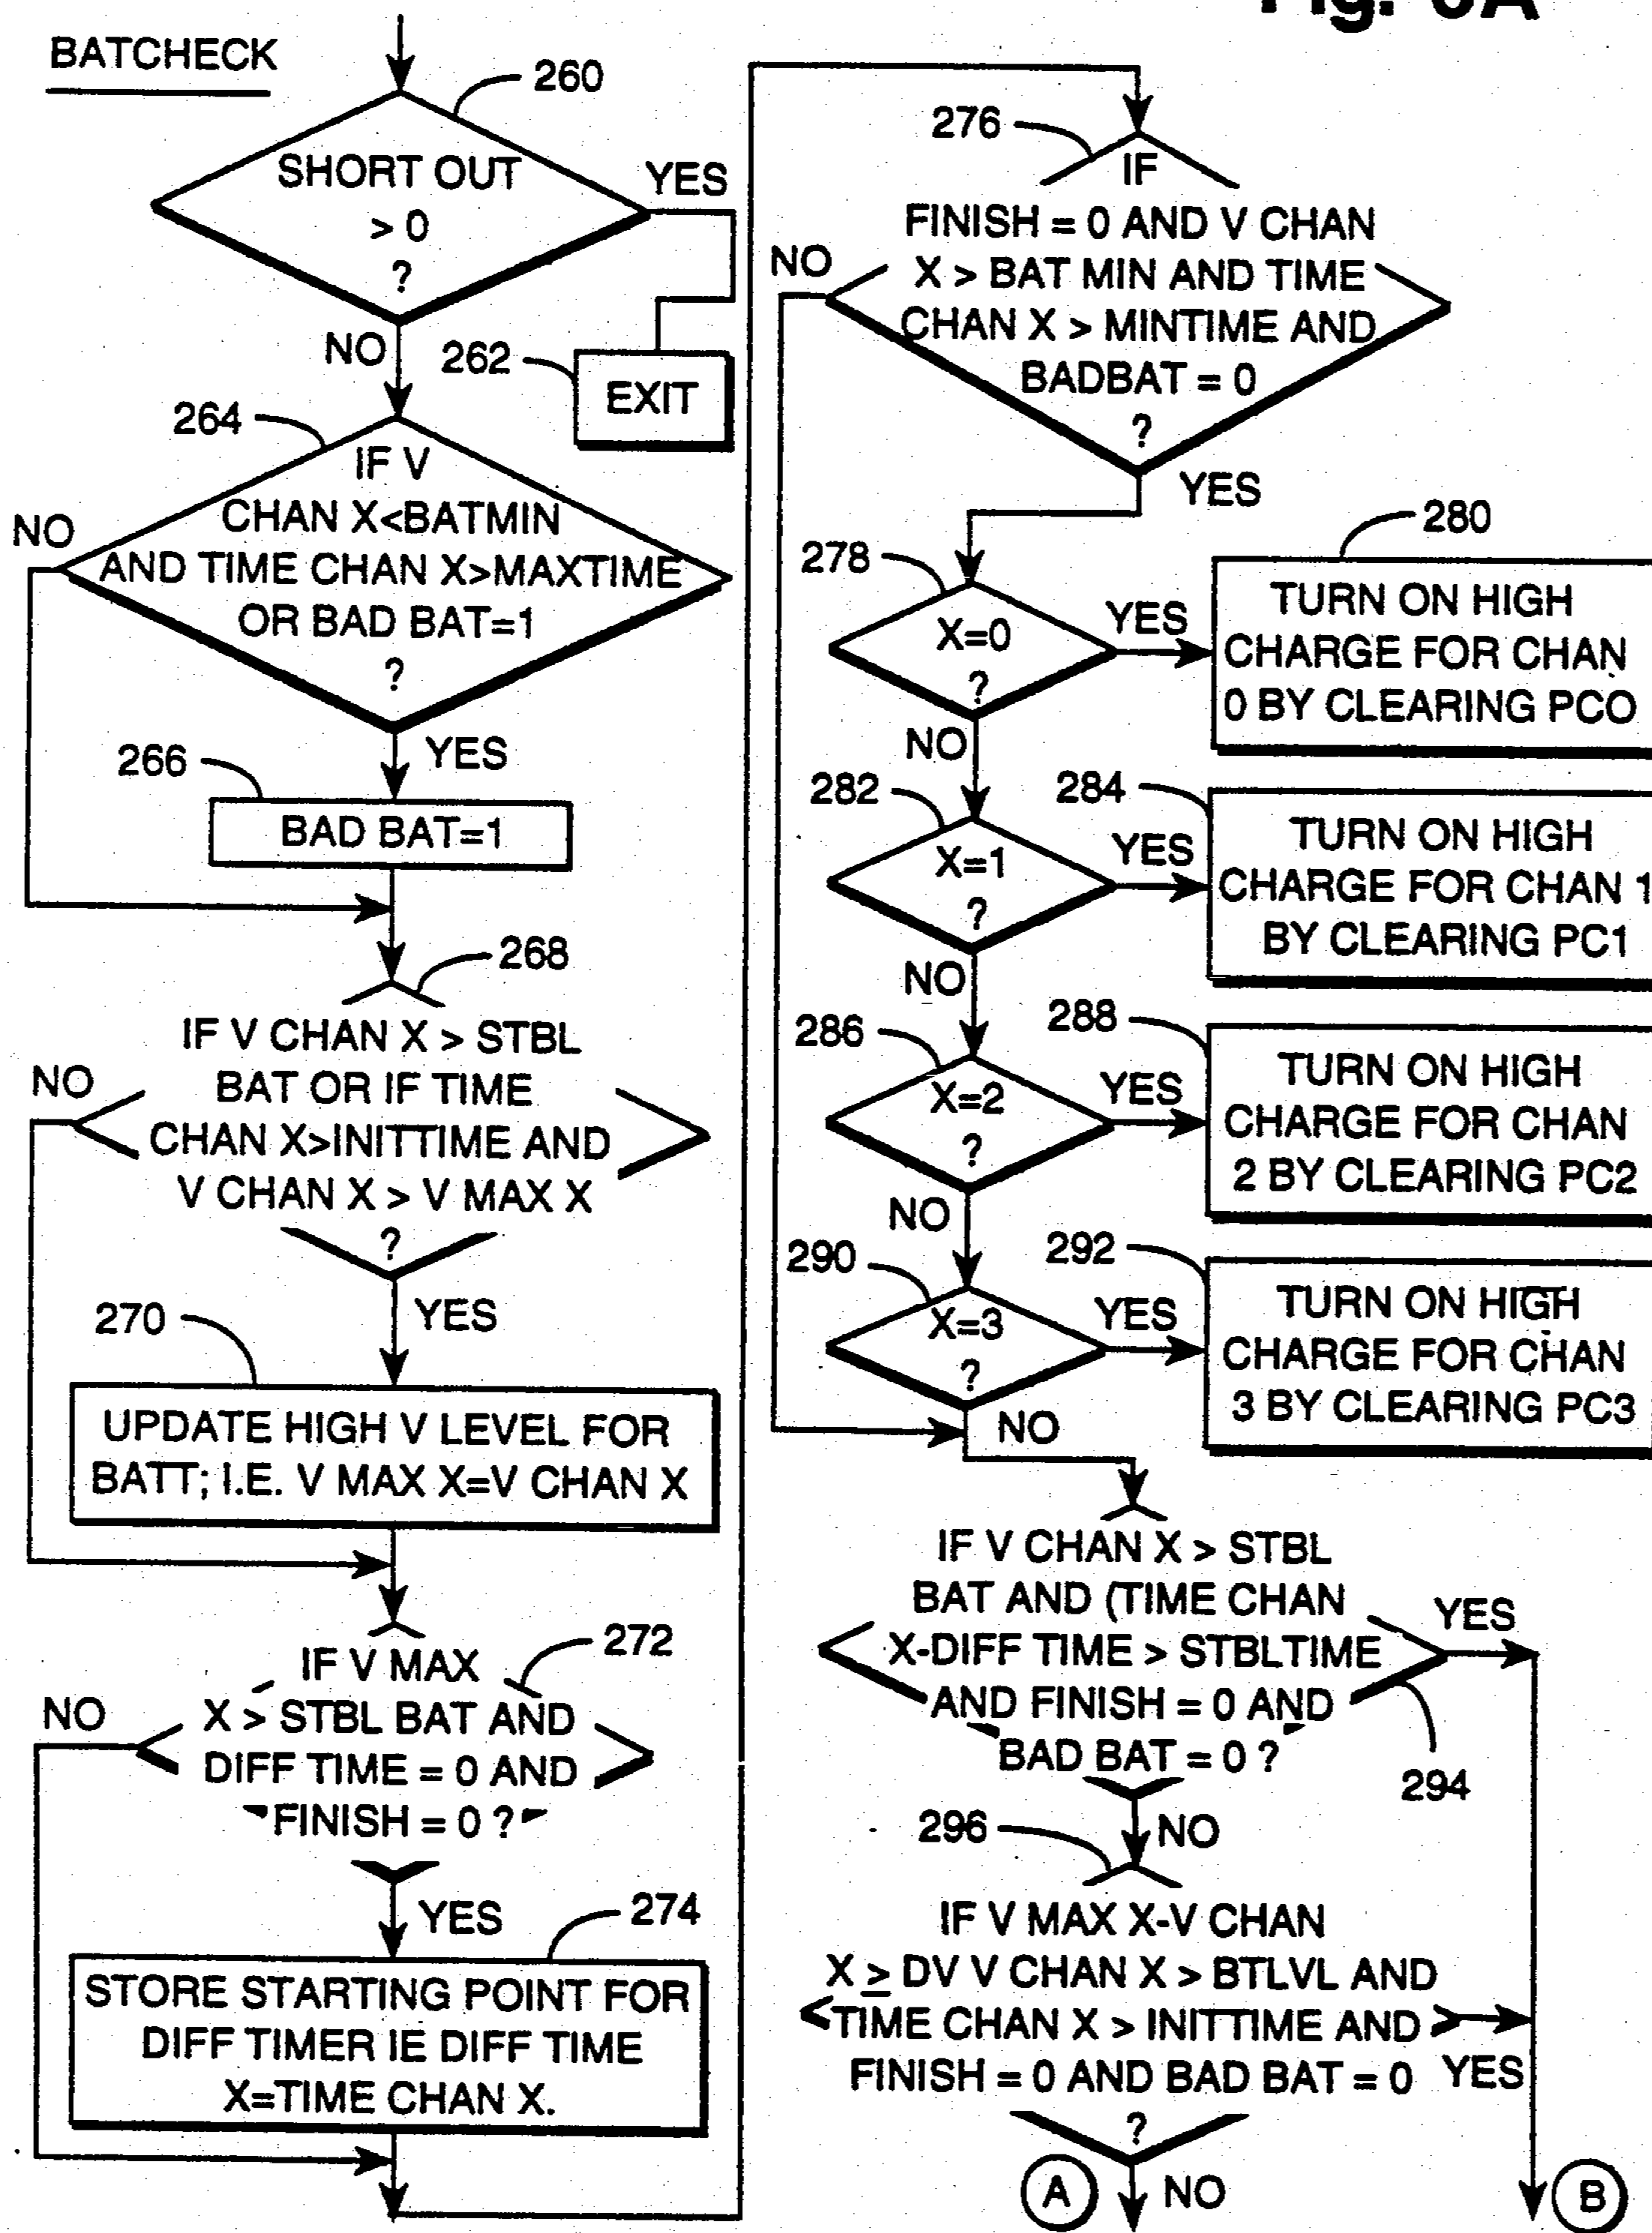 Fig. 6A
BATCHECK
260
SHORT OUT
> 0
?
YES
NO
262
EXIT
264
IF V
CHAN X<BATMIN
AND TIME CHAN X>MAXTIME
OR BAD BAT=1
?
NO
YES
266
BAD BAT=1
268
IF V CHAN X > STBL
BAT OR IF TIME
CHAN X>INITTIME AND
V CHAN X > V MAX X
?
NO
YES
270
UPDATE HIGH V LEVEL FOR
BATT; I.E. V MAX X=V CHAN X
272
IF V MAX
X > STBL BAT AND
DIFF TIME = 0 AND
FINISH = 0 ?
NO
YES
274
STORE STARTING POINT FOR
DIFF TIMER IE DIFF TIME
X=TIME CHAN X.
276
IF
FINISH = 0 AND V CHAN
X > BAT MIN AND TIME
CHAN X > MINTIME AND
BADBAT = 0
?
NO
YES
278
X=0
?
YES
NO
280
TURN ON HIGH
CHARGE FOR CHAN
0 BY CLEARING PCO
282
X=1
?
YES
NO
284
TURN ON HIGH
CHARGE FOR CHAN 1
BY CLEARING PC1
286
X=2
?
YES
NO
288
TURN ON HIGH
CHARGE FOR CHAN
2 BY CLEARING PC2
290
X=3
?
YES
NO
292
TURN ON HIGH
CHARGE FOR CHAN
3 BY CLEARING PC3
IF V CHAN X > STBL
BAT AND (TIME CHAN
X-DIFF TIME > STBLTIME
AND FINISH = 0 AND
BAD BAT = 0 ?
YES
294
NO
296
IF V MAX X-V CHAN
X ≥ DV V CHAN X > BTLVL AND
TIME CHAN X > INITTIME AND
FINISH = 0 AND BAD BAT = 0
?
YES
A
NO
B